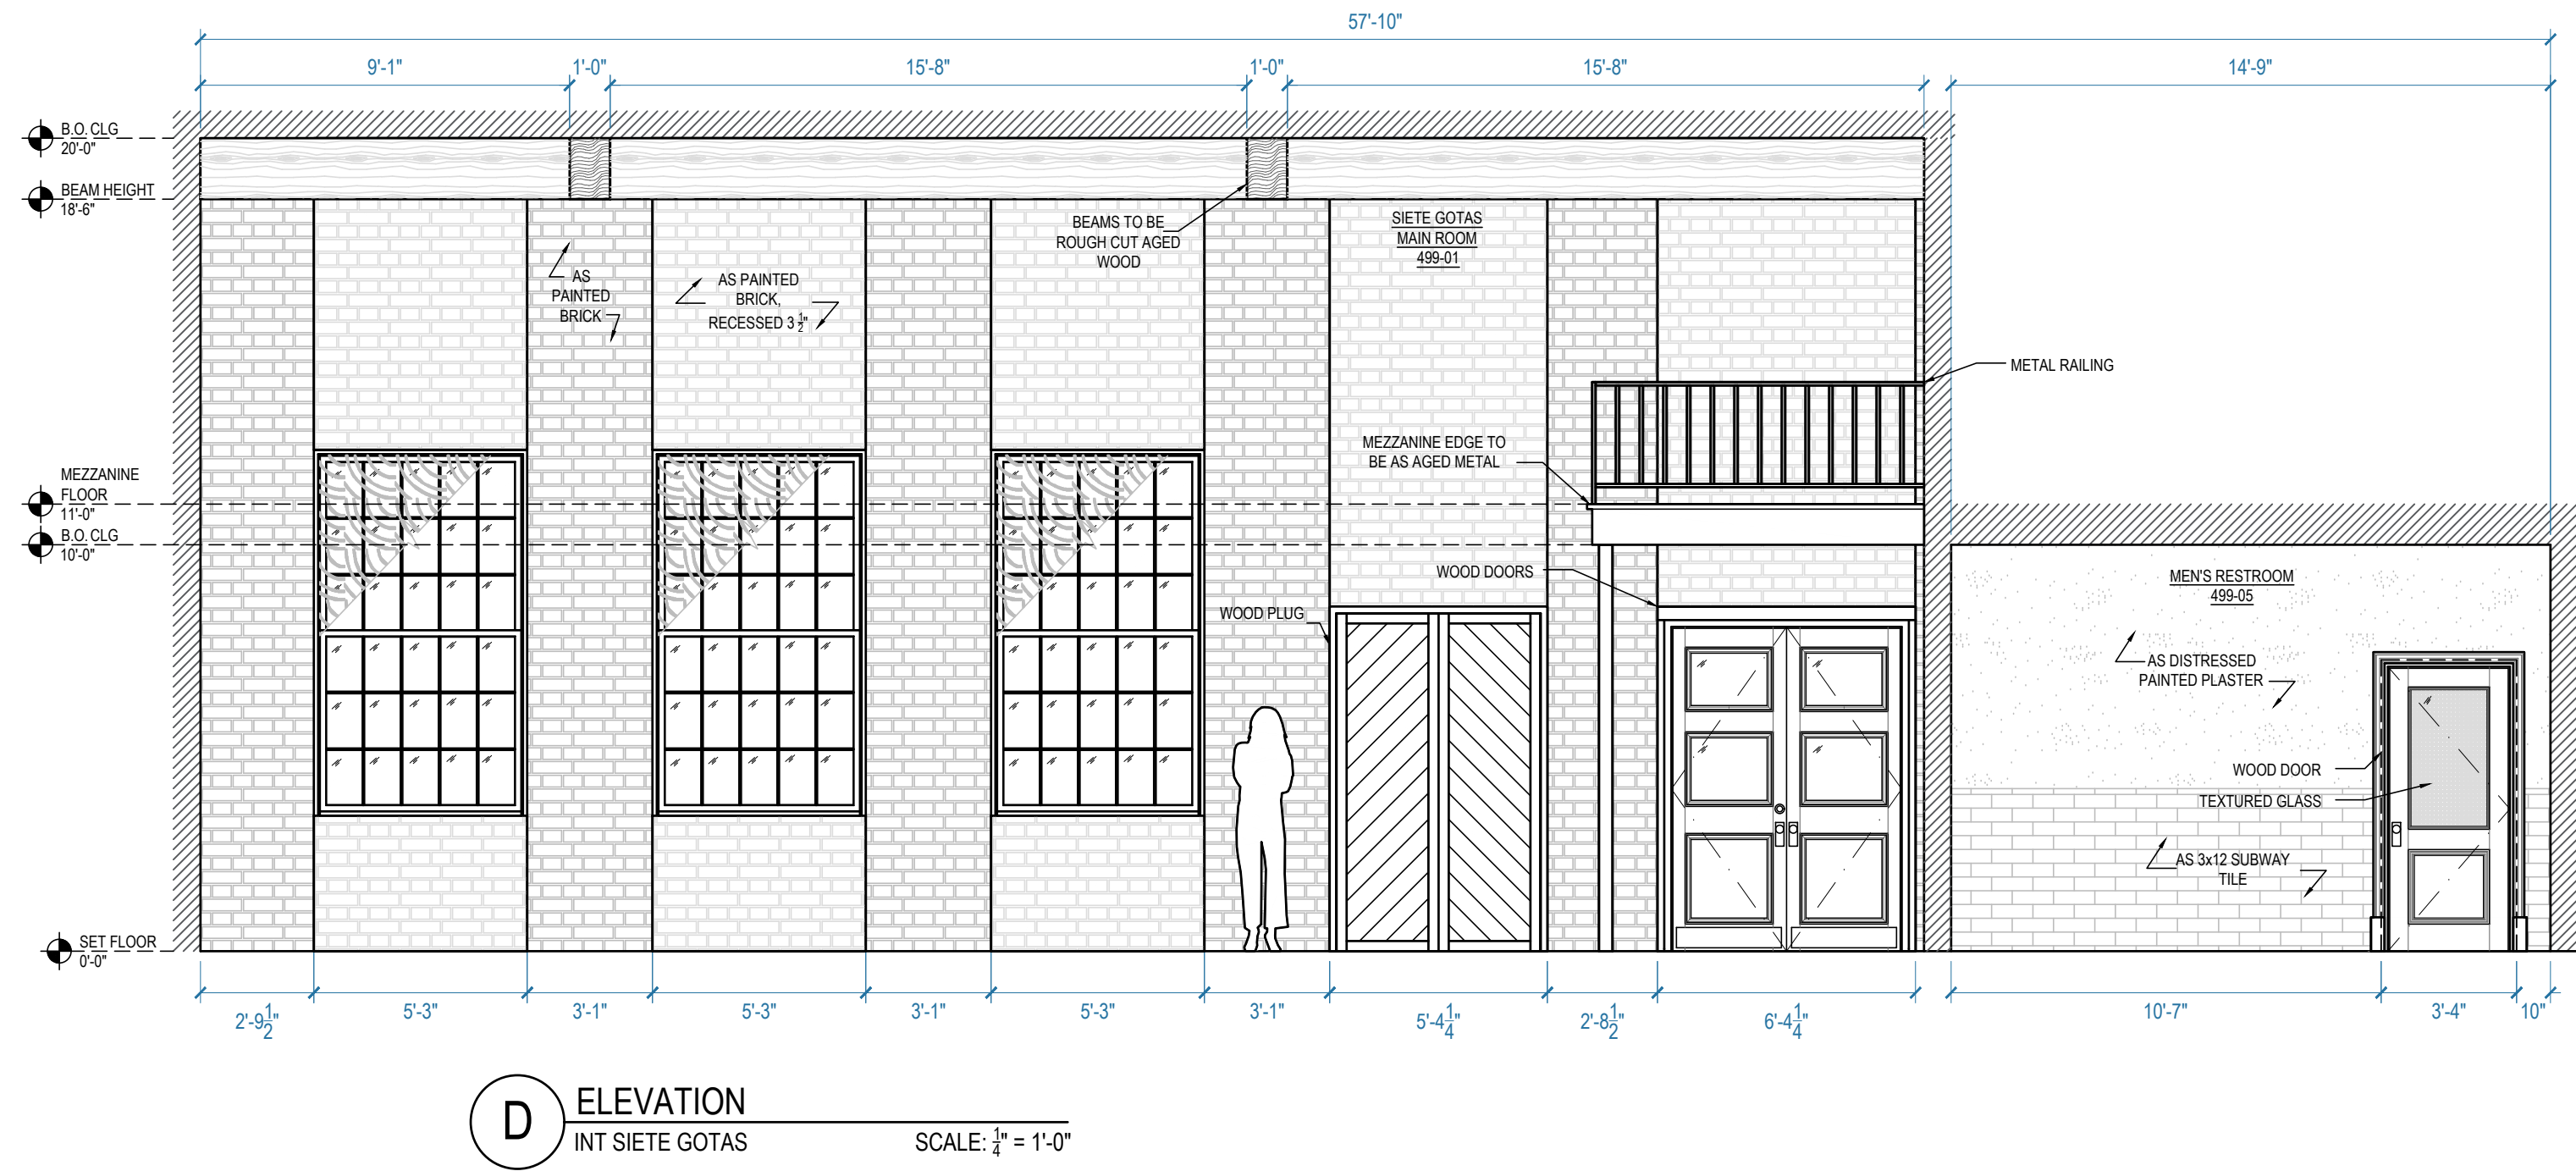 57'-10"
9'-1" 1'-0" 15'-8" 1'-0" 15'-8" 14'-9"
B.O. CLG
20'-0"
BEAM HEIGHT
18'-6"
MEZZANINE
FLOOR
11'-0"
B.O. CLG
10'-0"
SET FLOOR
0'-0"
AS
PAINTED
BRICK
AS PAINTED
BRICK,
RECESSED 3 1/2"
BEAMS TO BE
ROUGH CUT AGED
WOOD
SIETE GOTAS
MAIN ROOM
499-01
METAL RAILING
MEZZANINE EDGE TO
BE AS AGED METAL
WOOD DOORS
WOOD PLUG
MEN'S RESTROOM
499-05
AS DISTRESSED
PAINTED PLASTER
WOOD DOOR
TEXTURED GLASS
AS 3x12 SUBWAY
TILE
2'-9 1/2" 5'-3" 3'-1" 5'-3" 3'-1" 5'-3" 3'-1" 5'-4 1/4" 2'-8 1/2" 6'-4 1/4" 10'-7" 3'-4" 10"
D
ELEVATION
INT SIETE GOTAS
SCALE: 1/4" = 1'-0"